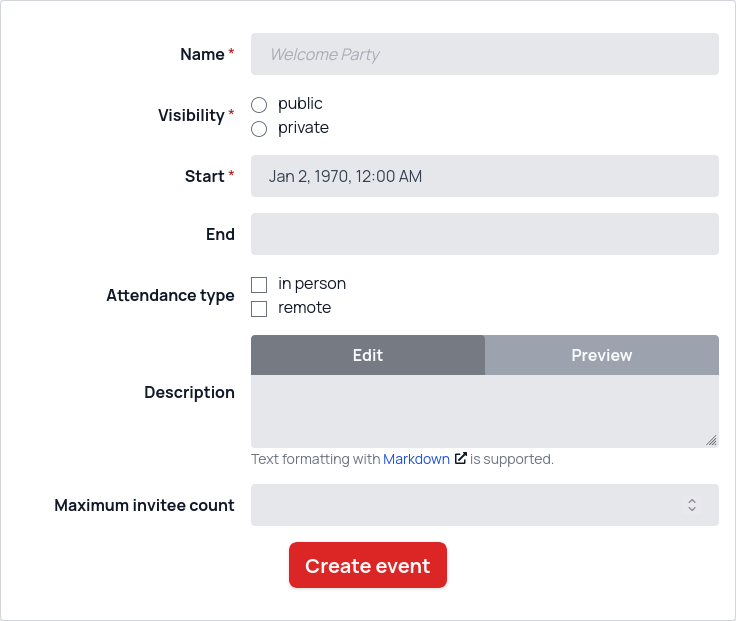 Name * Welcome Party
Visibility * public
private
Start * Jan 2, 1970, 12:00 AM
End
Attendance type in person
remote
Edit Preview
Description
Text formatting with Markdown is supported.
Maximum invitee count
Create event